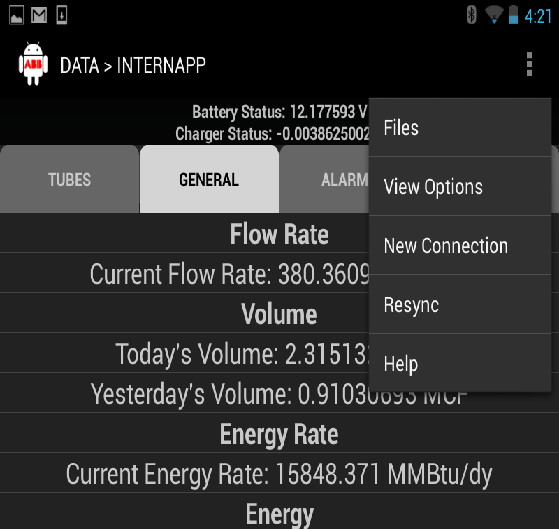 4:21
ABB
DATA > INTERNAPP
Battery Status: 12.177593 V
Charger Status: -0.0038625002
Files
View Options
New Connection
Resync
Help
TUBES
GENERAL
ALARM
Flow Rate
Current Flow Rate: 380.3609
Volume
Today's Volume: 2.31513
Yesterday's Volume: 0.91030693 MCF
Energy Rate
Current Energy Rate: 15848.371 MMBtu/dy
Energy